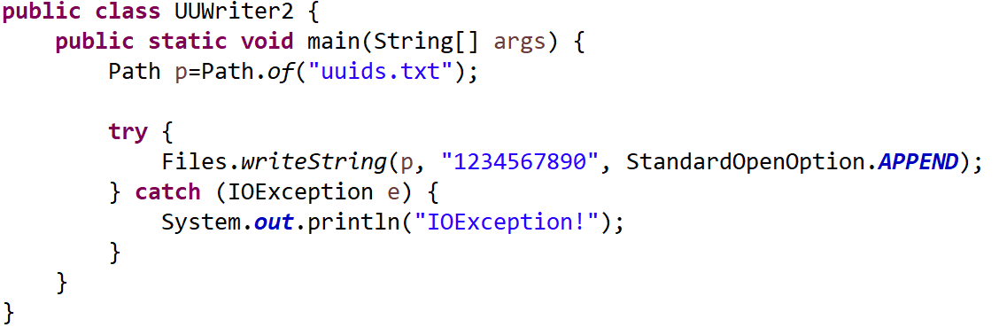 public class UUWriter2 {
    public static void main(String[] args) {
        Path p=Path.of("uuids.txt");

        try {
            Files.writeString(p, "1234567890", StandardOpenOption.APPEND);
        } catch (IOException e) {
            System.out.println("IOException!");
        }
    }
}